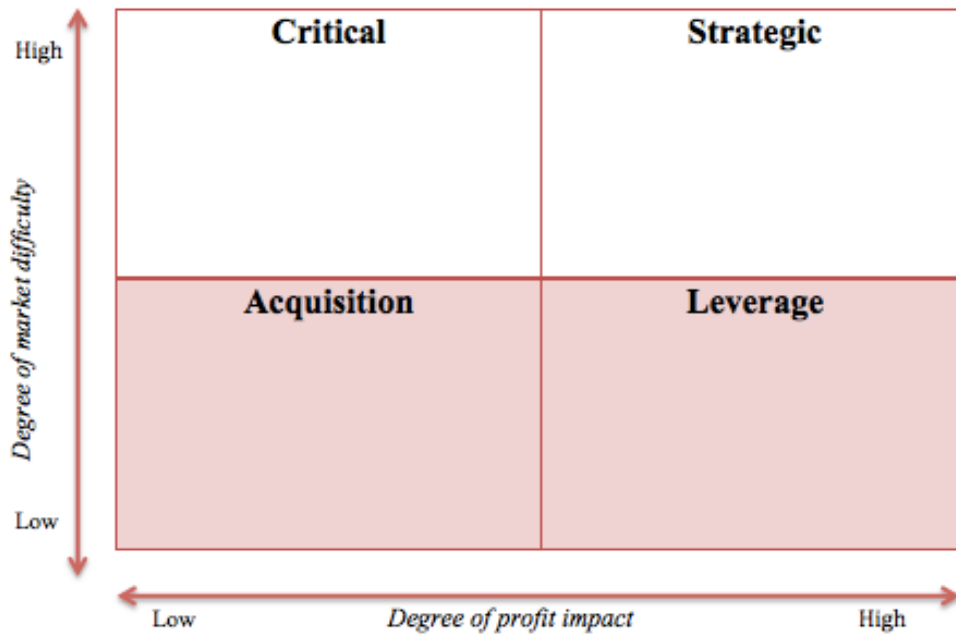 High
Critical
Strategic
Degree of market difficulty
Acquisition
Leverage
Low
Low
Degree of profit impact
High